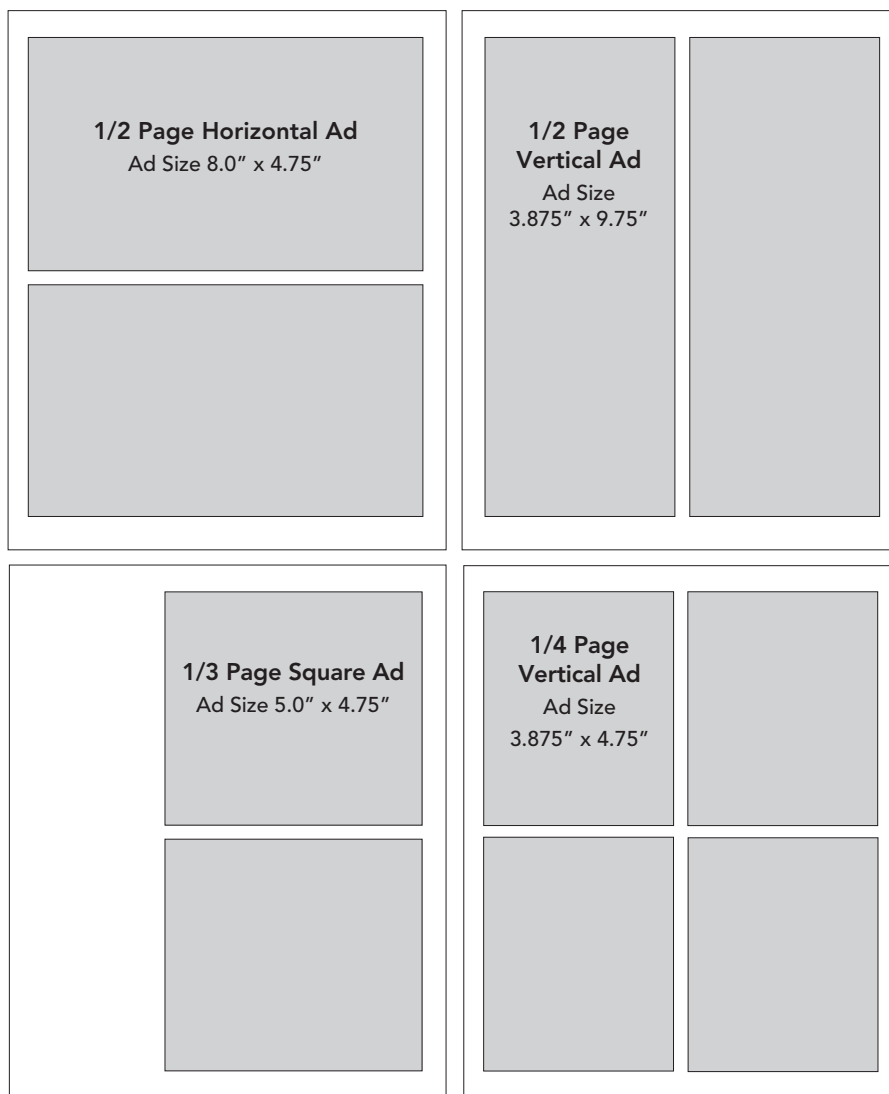 1/2 Page Horizontal Ad
Ad Size 8.0” x 4.75”
1/2 Page
Vertical Ad
Ad Size
3.875” x 9.75”
1/3 Page Square Ad
Ad Size 5.0” x 4.75”
1/4 Page
Vertical Ad
Ad Size
3.875” x 4.75”